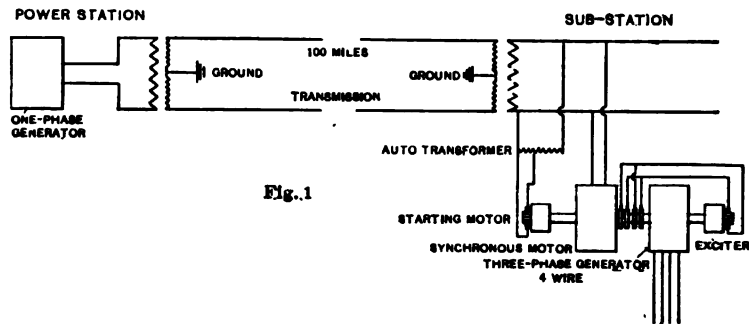 POWER STATION
SUB-STATION
100 MILES
GROUND
GROUND
TRANSMISSION
ONE-PHASE
GENERATOR
AUTO TRANSFORMER
Fig. 1
STARTING MOTOR
SYNCHRONOUS MOTOR
EXCITER
THREE-PHASE GENERATOR
4 WIRE